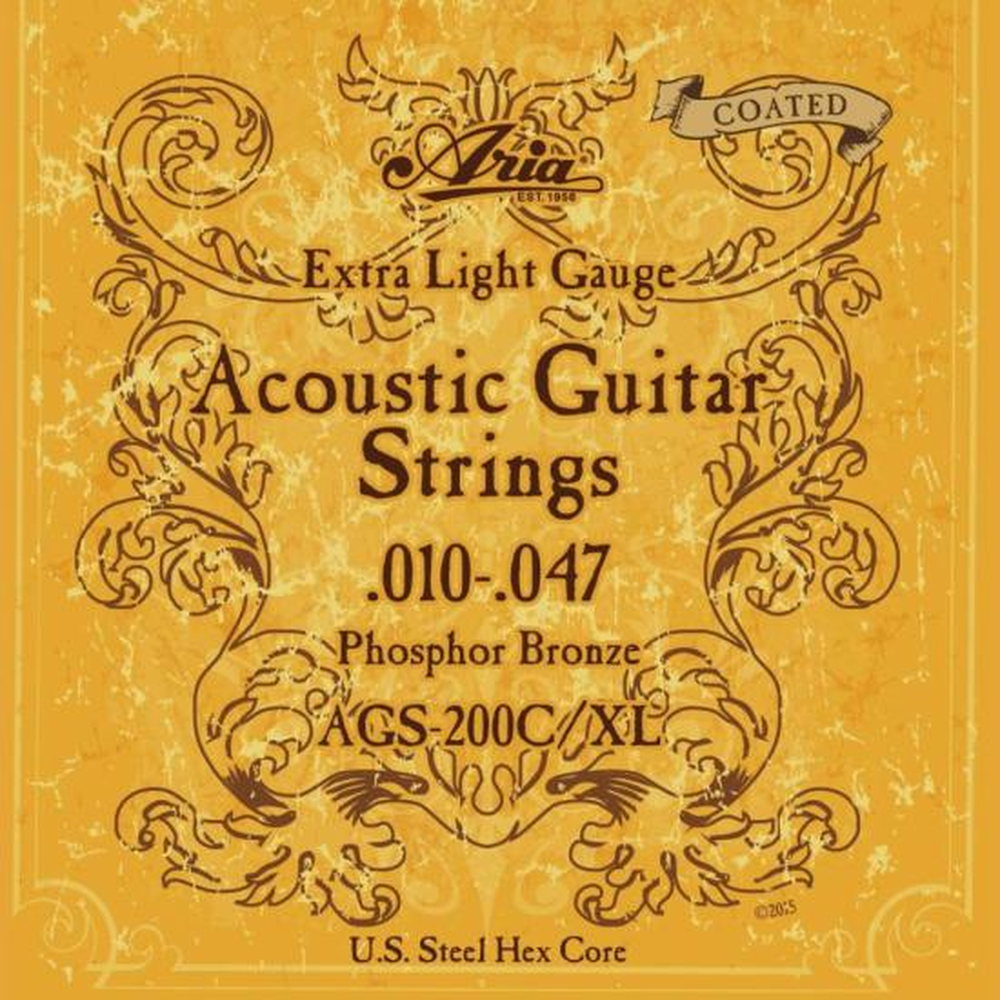 COATED
Aria
EST. 1956
Extra Light Gauge
Acoustic Guitar
Strings
.010-.047
Phosphor Bronze
AGS-200C/XL
©2015
U.S. Steel Hex Core